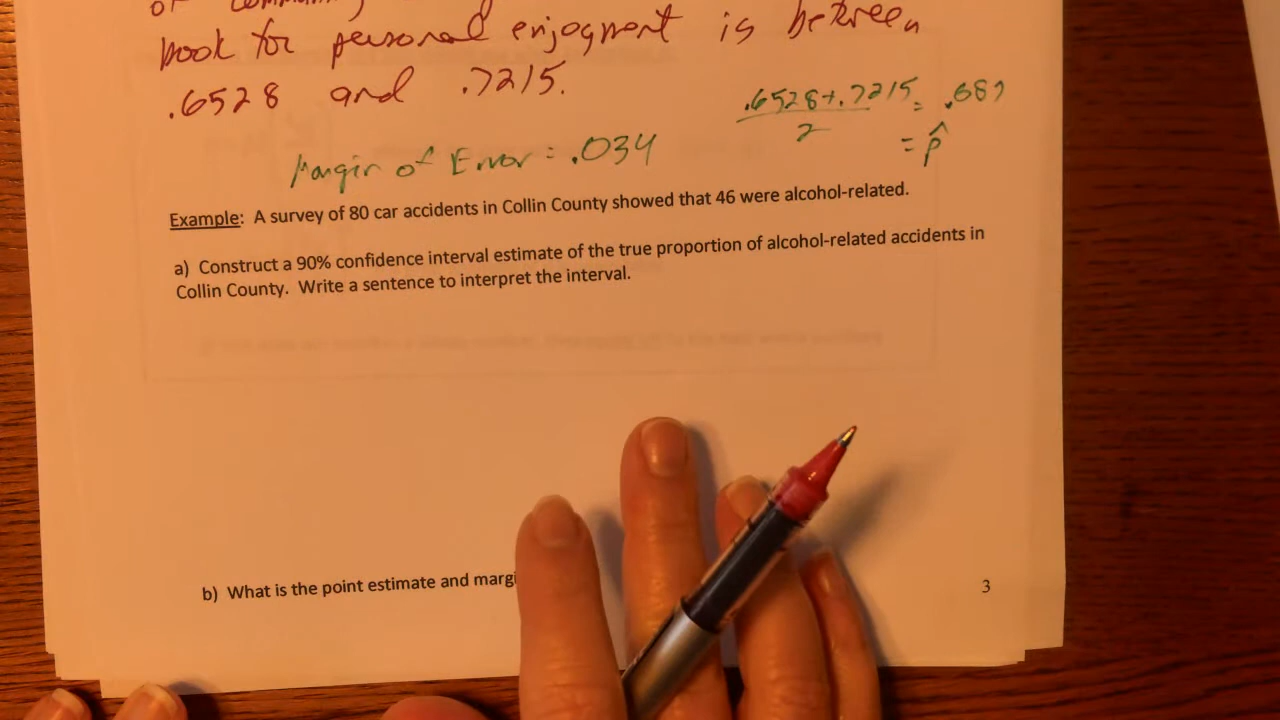 of
book for personal enjoyment is between
.6528 and .7215.
.6528+.7215 = .687
2
= p̂
Margin of Error = .034
Example: A survey of 80 car accidents in Collin County showed that 46 were alcohol-related.
a) Construct a 90% confidence interval estimate of the true proportion of alcohol-related accidents in
Collin County. Write a sentence to interpret the interval.
b) What is the point estimate and margi
3